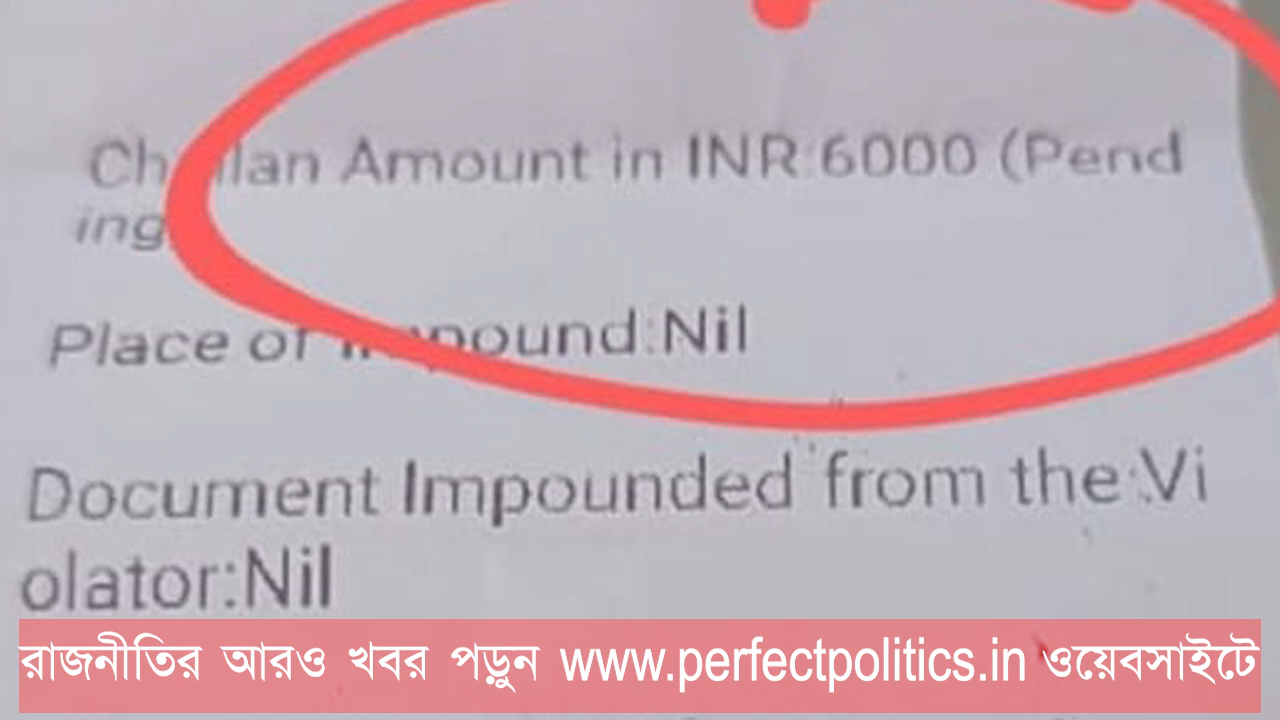 Challan Amount in INR:6000 (Pend
ing)
Place of Impound:Nil
Document Impounded from the:Vi
olator:Nil
রাজনীতির আরও খবর পড়ুন www.perfectpolitics.in ওয়েবসাইটে